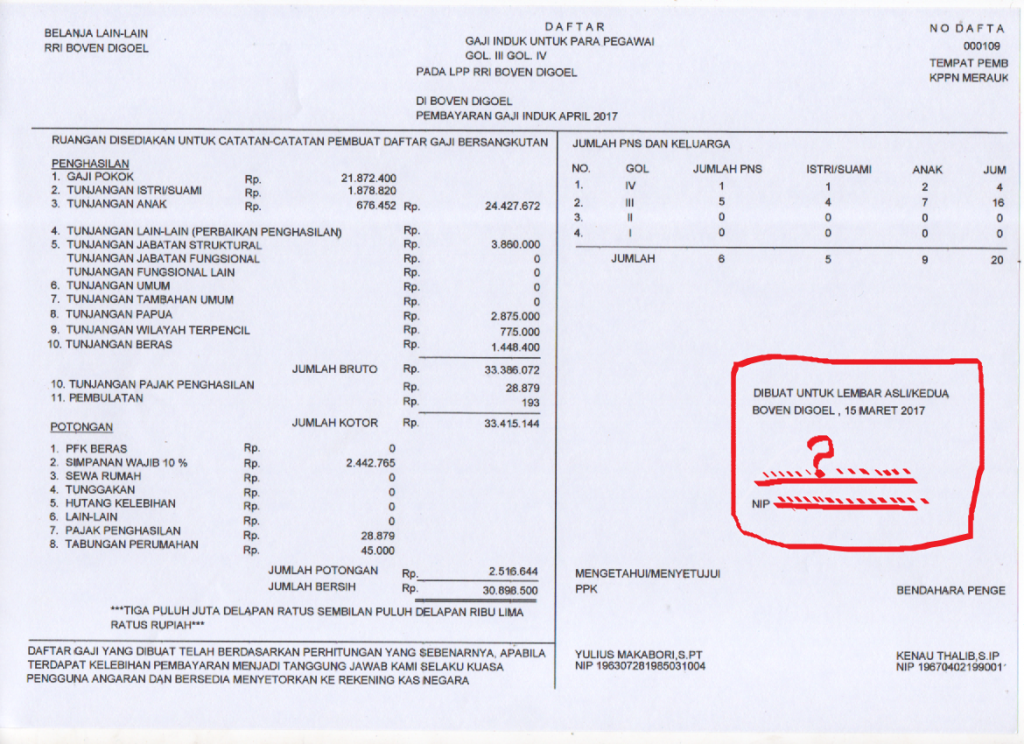 BELANJA LAIN-LAIN
RRI BOVEN DIGOEL
DAFTAR
GAJI INDUK UNTUK PARA PEGAWAI
GOL. III GOL. IV
PADA LPP RRI BOVEN DIGOEL
DI BOVEN DIGOEL
PEMBAYARAN GAJI INDUK APRIL 2017
NO DAFTA
000109
TEMPAT PEMB
KPPN MERAUK
RUANGAN DISEDIAKAN UNTUK CATATAN-CATATAN PEMBUAT DAFTAR GAJI BERSANGKUTAN
PENGHASILAN
1. GAJI POKOK Rp. 21.872.400
2. TUNJANGAN ISTRI/SUAMI Rp. 1.878.820
3. TUNJANGAN ANAK Rp. 676.452 Rp. 24.427.672
4. TUNJANGAN LAIN-LAIN (PERBAIKAN PENGHASILAN) Rp.
5. TUNJANGAN JABATAN STRUKTURAL Rp. 3.860.000
TUNJANGAN JABATAN FUNGSIONAL Rp. 0
TUNJANGAN FUNGSIONAL LAIN Rp. 0
6. TUNJANGAN UMUM Rp. 0
7. TUNJANGAN TAMBAHAN UMUM Rp. 0
8. TUNJANGAN PAPUA Rp. 2.875.000
9. TUNJANGAN WILAYAH TERPENCIL Rp. 775.000
10. TUNJANGAN BERAS Rp. 1.448.400
JUMLAH BRUTO Rp. 33.386.072
10. TUNJANGAN PAJAK PENGHASILAN Rp. 28.879
11. PEMBULATAN Rp. 193
JUMLAH KOTOR Rp. 33.415.144
POTONGAN
1. PFK BERAS Rp. 0
2. SIMPANAN WAJIB 10 % Rp. 2.442.765
3. SEWA RUMAH Rp. 0
4. TUNGGAKAN Rp. 0
5. HUTANG KELEBIHAN Rp. 0
6. LAIN-LAIN Rp. 0
7. PAJAK PENGHASILAN Rp. 28.879
8. TABUNGAN PERUMAHAN Rp. 45.000
JUMLAH POTONGAN Rp. 2.516.644
JUMLAH BERSIH Rp. 30.898.500
***TIGA PULUH JUTA DELAPAN RATUS SEMBILAN PULUH DELAPAN RIBU LIMA
RATUS RUPIAH***
DAFTAR GAJI YANG DIBUAT TELAH BERDASARKAN PERHITUNGAN YANG SEBENARNYA, APABILA
TERDAPAT KELEBIHAN PEMBAYARAN MENJADI TANGGUNG JAWAB KAMI SELAKU KUASA
PENGGUNA ANGARAN DAN BERSEDIA MENYETORKAN KE REKENING KAS NEGARA
JUMLAH PNS DAN KELUARGA
NO. GOL JUMLAH PNS ISTRI/SUAMI ANAK JUM
1. IV 1 1 2 4
2. III 5 4 7 16
3. II 0 0 0 0
4. I 0 0 0 0
JUMLAH 6 5 9 20
DIBUAT UNTUK LEMBAR ASLI/KEDUA
BOVEN DIGOEL , 15 MARET 2017
?
NIP
MENGETAHUI/MENYETUJUI
PPK
BENDAHARA PENGE
YULIUS MAKABORI,S.PT
NIP 196307281985031004
KENAU THALIB,S.IP
NIP 19670402199001